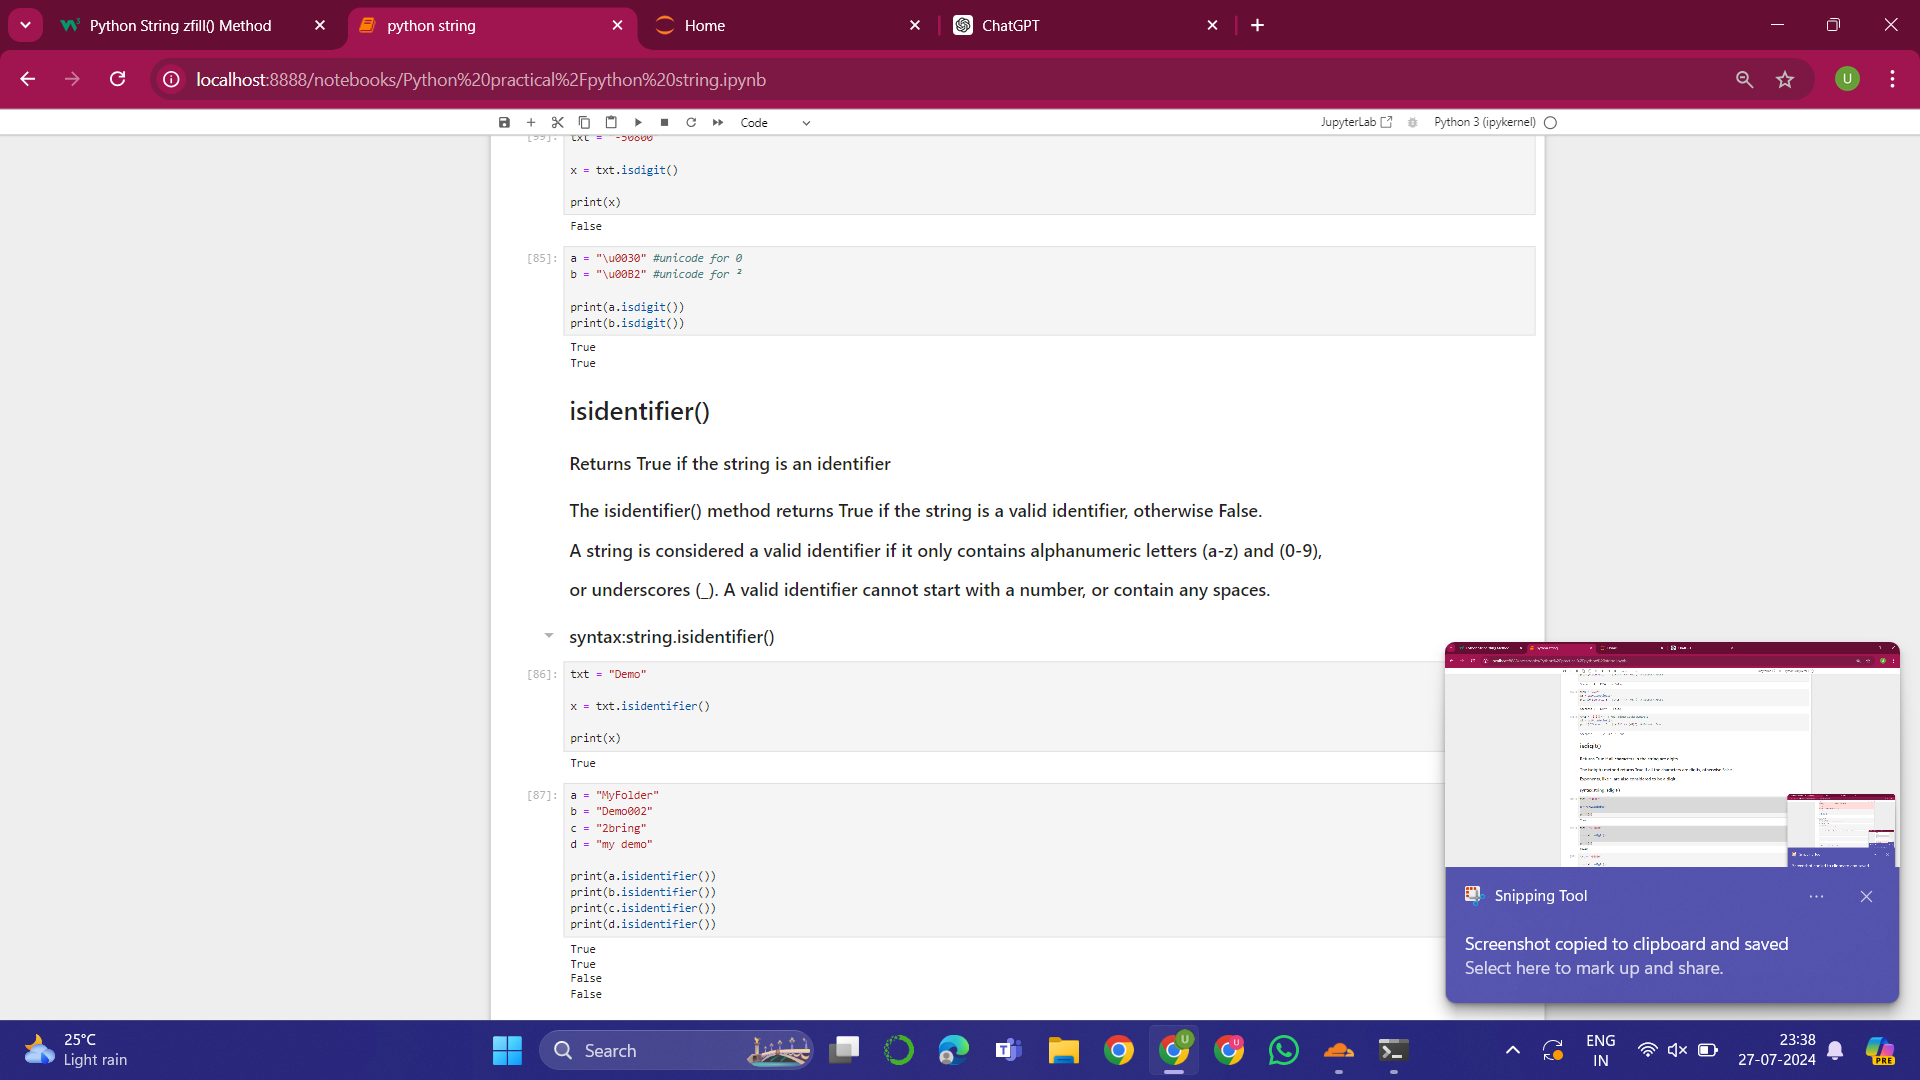 Python String zfill() Method
python string
Home
ChatGPT
localhost:8888/notebooks/Python%20practical%2Fpython%20string.ipynb
U
Code
JupyterLab
Python 3 (ipykernel)
[99]: txt = "-50800"
x = txt.isdigit()
print(x)
False
[85]: a = "\u0030" #unicode for 0
b = "\u00B2" #unicode for ²
print(a.isdigit())
print(b.isdigit())
True
True
isidentifier()
Returns True if the string is an identifier
The isidentifier() method returns True if the string is a valid identifier, otherwise False.
A string is considered a valid identifier if it only contains alphanumeric letters (a-z) and (0-9),
or underscores (_). A valid identifier cannot start with a number, or contain any spaces.
syntax:string.isidentifier()
[86]: txt = "Demo"
x = txt.isidentifier()
print(x)
True
[87]: a = "MyFolder"
b = "Demo002"
c = "2bring"
d = "my demo"
print(a.isidentifier())
print(b.isidentifier())
print(c.isidentifier())
print(d.isidentifier())
True
True
False
False
Snipping Tool
Screenshot copied to clipboard and saved
Select here to mark up and share.
25°C
Light rain
Search
ENG
IN
23:38
27-07-2024
PRE